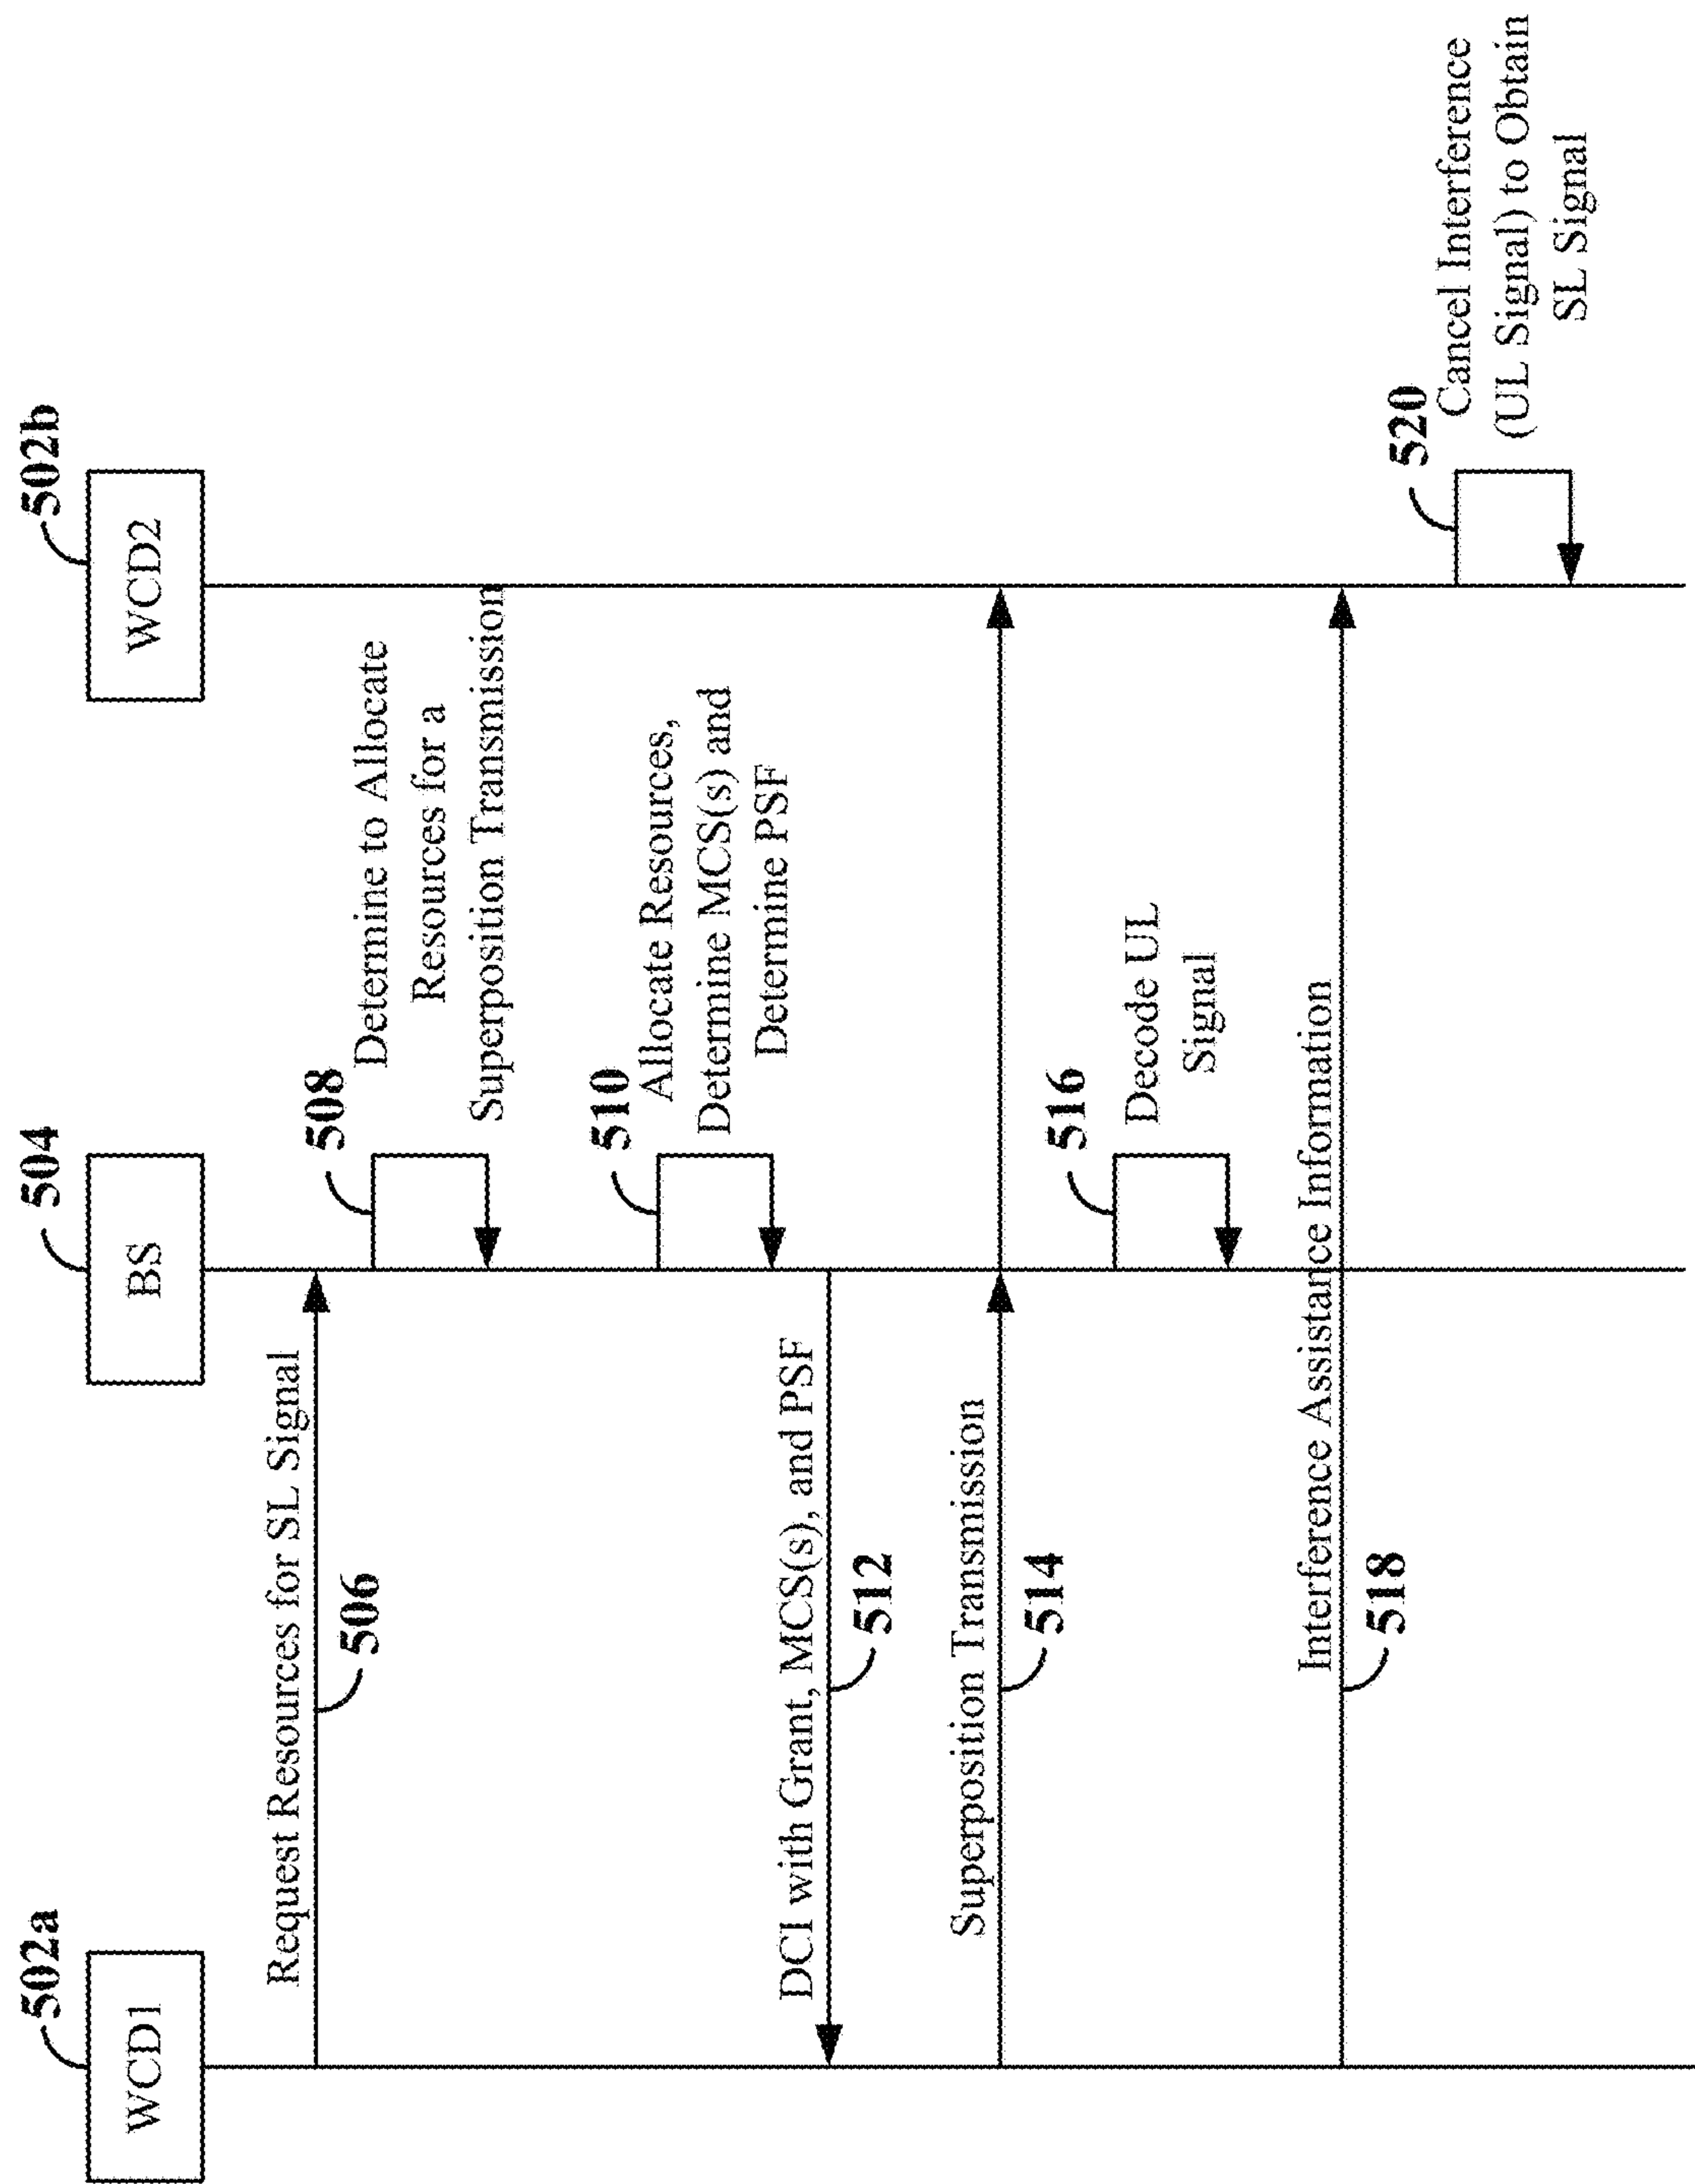 502a
WCD1
504
BS
502b
WCD2
Request Resources for SL Signal
506
508
Determine to Allocate
Resources for a
Superposition Transmission
510
Allocate Resources,
Determine MCS(s) and
Determine PSF
DCI with Grant, MCS(s), and PSF
512
Superposition Transmission
514
516
Decode UL
Signal
Interference Assistance Information
518
520
Cancel Interference
(UL Signal) to Obtain
SL Signal